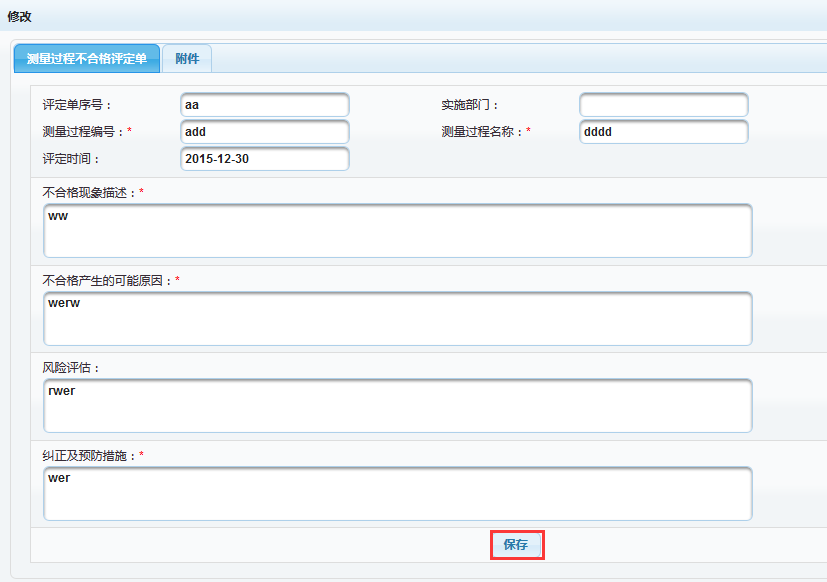 修改
测量过程不合格评定单 附件
评定单序号： aa 实施部门：
测量过程编号：* add 测量过程名称：* dddd
评定时间： 2015-12-30
不合格现象描述：*
ww
不合格产生的可能原因：*
werw
风险评估：
rwer
纠正及预防措施：*
wer
保存